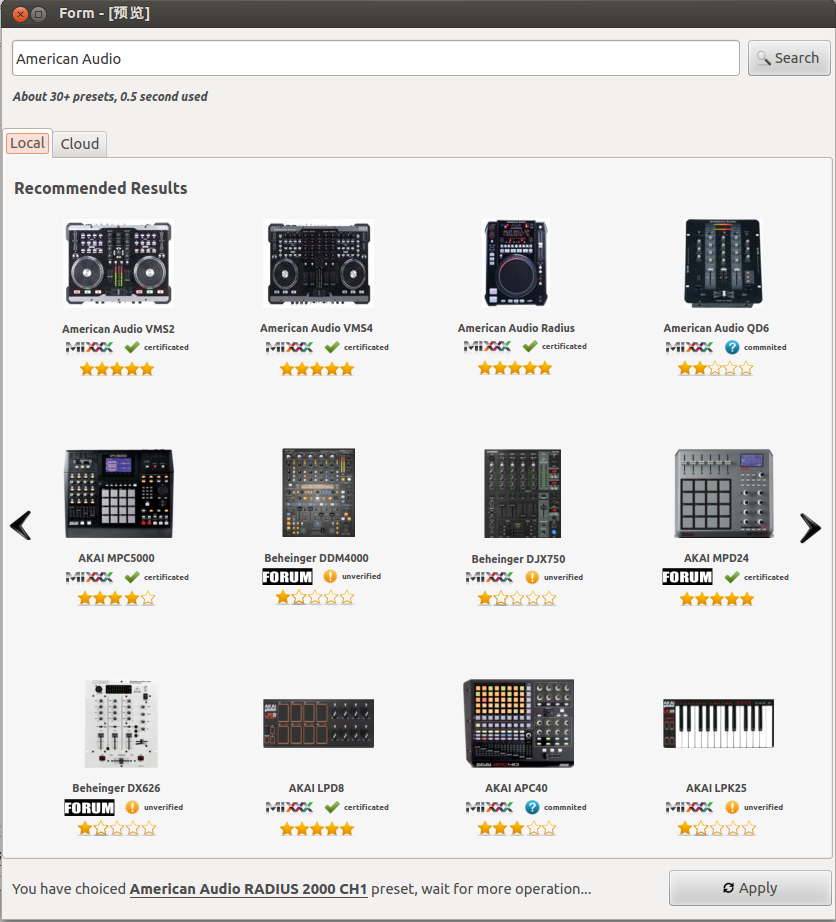 Form - [预览]
American Audio
Search
About 30+ presets, 0.5 second used
Local Cloud
Recommended Results
American Audio VMS2 American Audio VMS4 American Audio Radius American Audio QD6
MIXXX certificated MIXXX certificated MIXXX certificated MIXXX commnited
AKAI MPC5000 Beheinger DDM4000 Beheinger DJX750 AKAI MPD24
MIXXX certificated FORUM unverified MIXXX unverified FORUM certificated
Beheinger DX626 AKAI LPD8 AKAI APC40 AKAI LPK25
FORUM unverified MIXXX certificated MIXXX commnited MIXXX unverified
You have choiced American Audio RADIUS 2000 CH1 preset, wait for more operation...
Apply